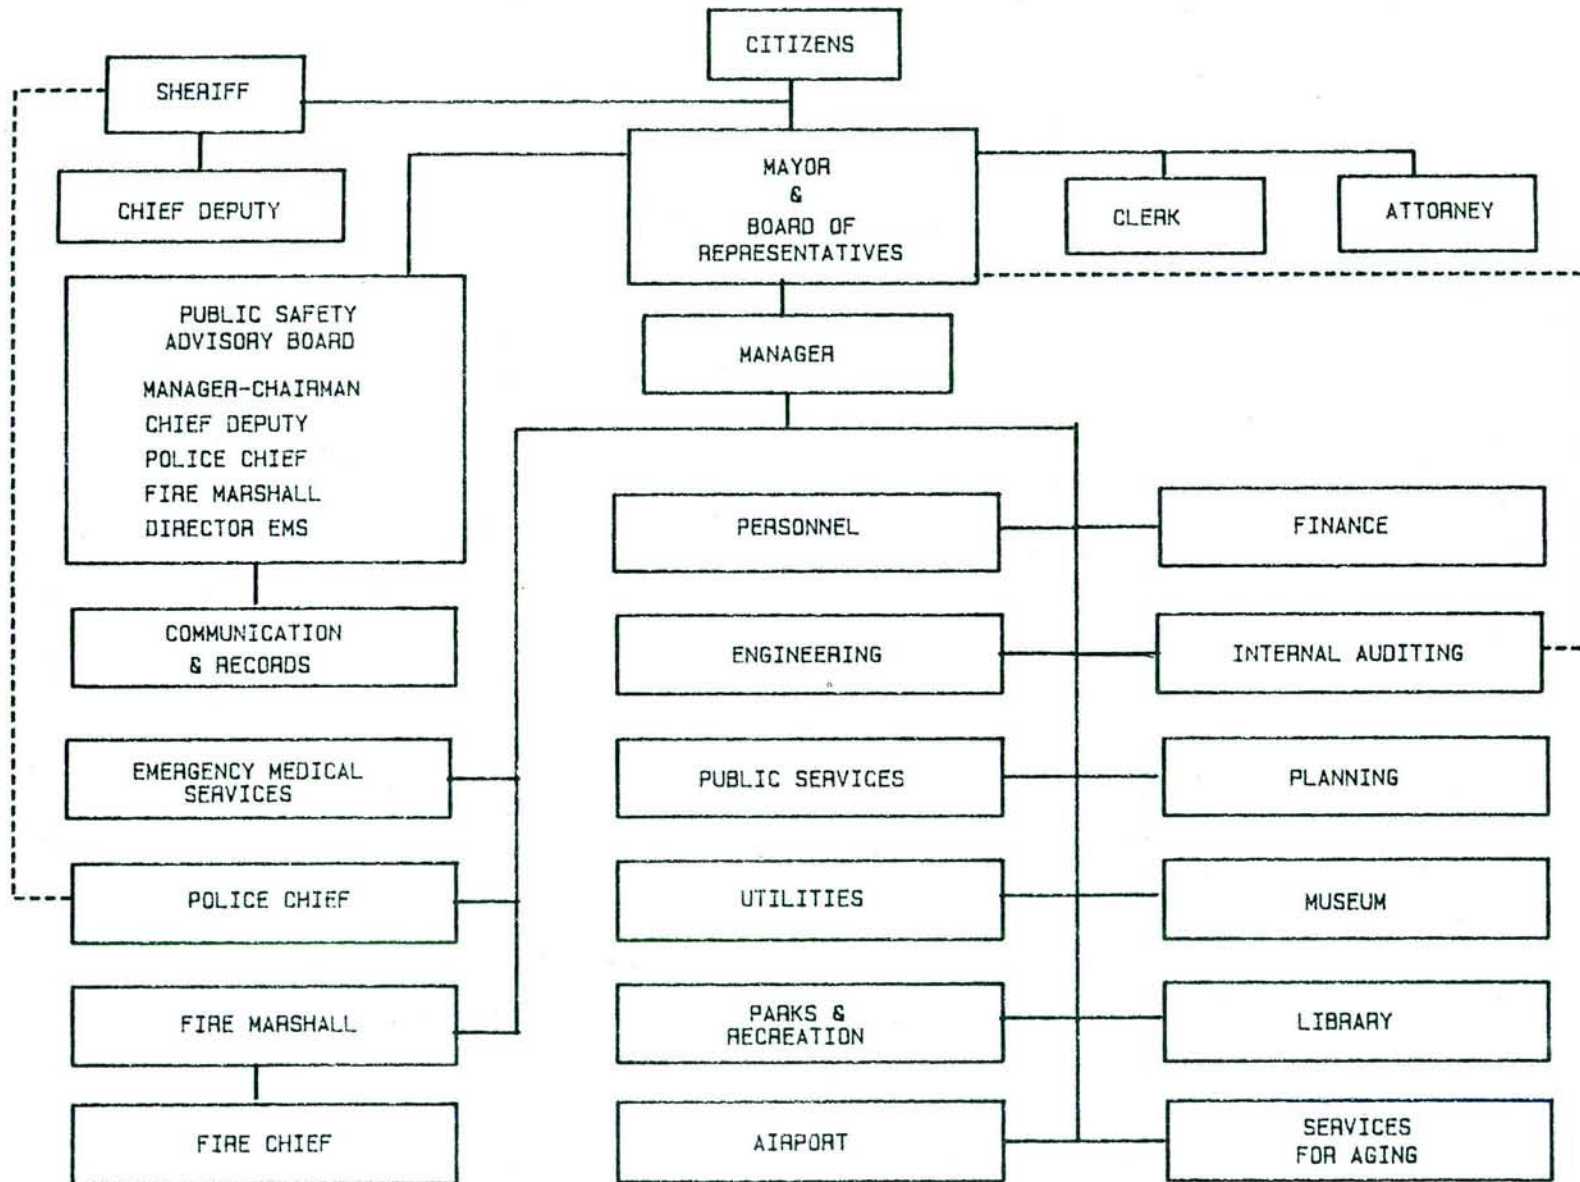 CITIZENS
SHERIFF
CHIEF DEPUTY
MAYOR
&
BOARD OF
REPRESENTATIVES
CLERK
ATTORNEY
PUBLIC SAFETY
ADVISORY BOARD
MANAGER-CHAIRMAN
CHIEF DEPUTY
POLICE CHIEF
FIRE MARSHALL
DIRECTOR EMS
MANAGER
COMMUNICATION
& RECORDS
EMERGENCY MEDICAL
SERVICES
POLICE CHIEF
FIRE MARSHALL
FIRE CHIEF
PERSONNEL
FINANCE
ENGINEERING
INTERNAL AUDITING
PUBLIC SERVICES
PLANNING
UTILITIES
MUSEUM
PARKS &
RECREATION
LIBRARY
AIRPORT
SERVICES
FOR AGING